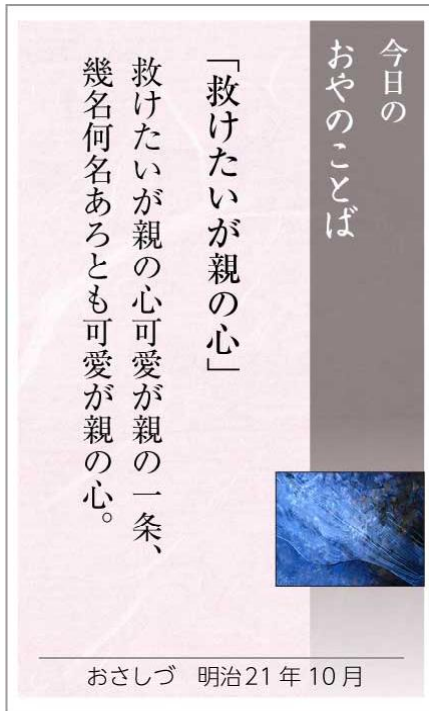 今日の
おやのことば
「救けたいが親の心」
救けたいが親の心可愛が親の一条、
幾名何名あろとも可愛が親の心。
おさしづ 明治21年10月